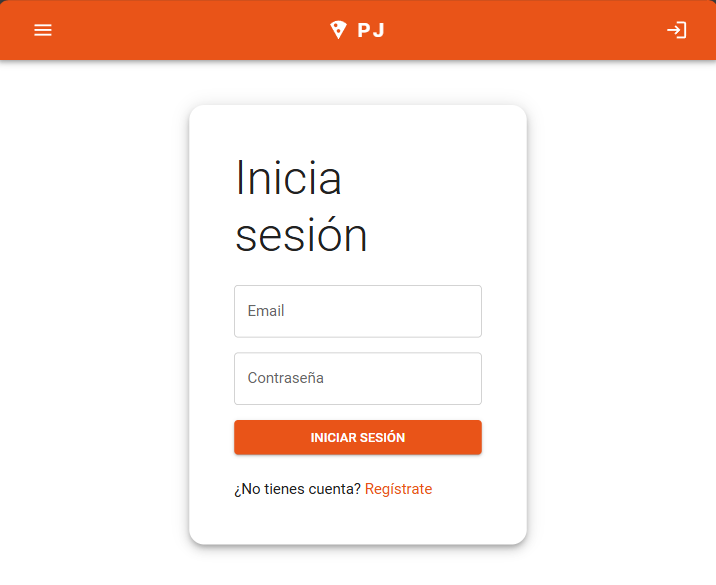 PJ
Inicia
sesión
Email
Contraseña
INICIAR SESIÓN
¿No tienes cuenta? Regístrate